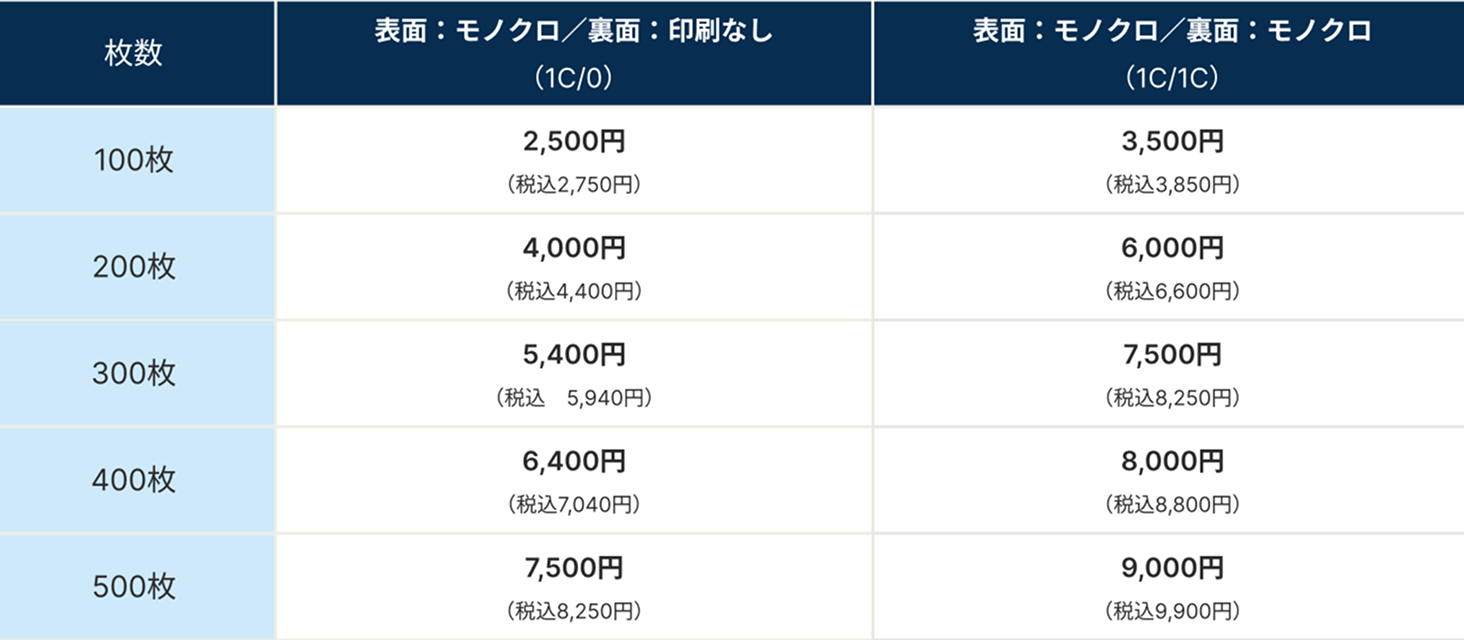 枚数
表面：モノクロ／裏面：印刷なし
（1C/0）
表面：モノクロ／裏面：モノクロ
（1C/1C）
100枚
2,500円
（税込2,750円）
3,500円
（税込3,850円）
200枚
4,000円
（税込4,400円）
6,000円
（税込6,600円）
300枚
5,400円
（税込　5,940円）
7,500円
（税込8,250円）
400枚
6,400円
（税込7,040円）
8,000円
（税込8,800円）
500枚
7,500円
（税込8,250円）
9,000円
（税込9,900円）